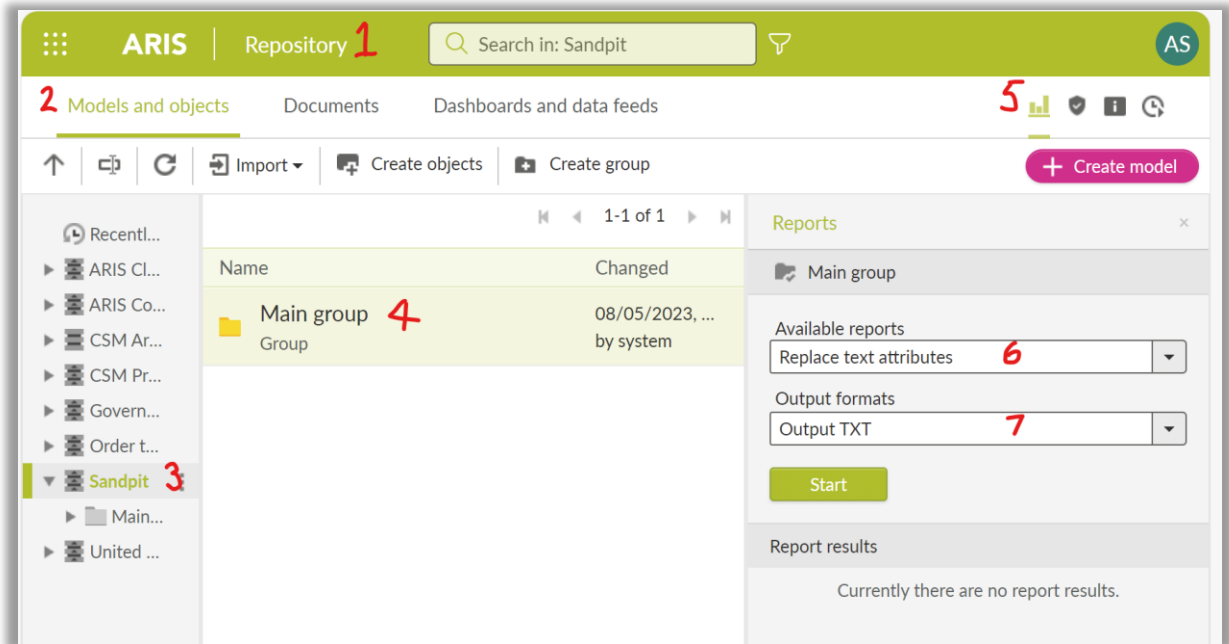 ARIS Repository 1 Search in: Sandpit AS
2 Models and objects Documents Dashboards and data feeds 5
Import Create objects Create group + Create model
Recentl...
ARIS Cl...
ARIS Co...
CSM Ar...
CSM Pr...
Govern...
Order t...
Sandpit 3
Main...
United ...
1-1 of 1
Name Changed
Main group 4 08/05/2023, ...
Group by system
Reports ×
Main group
Available reports
Replace text attributes 6
Output formats
Output TXT 7
Start
Report results
Currently there are no report results.